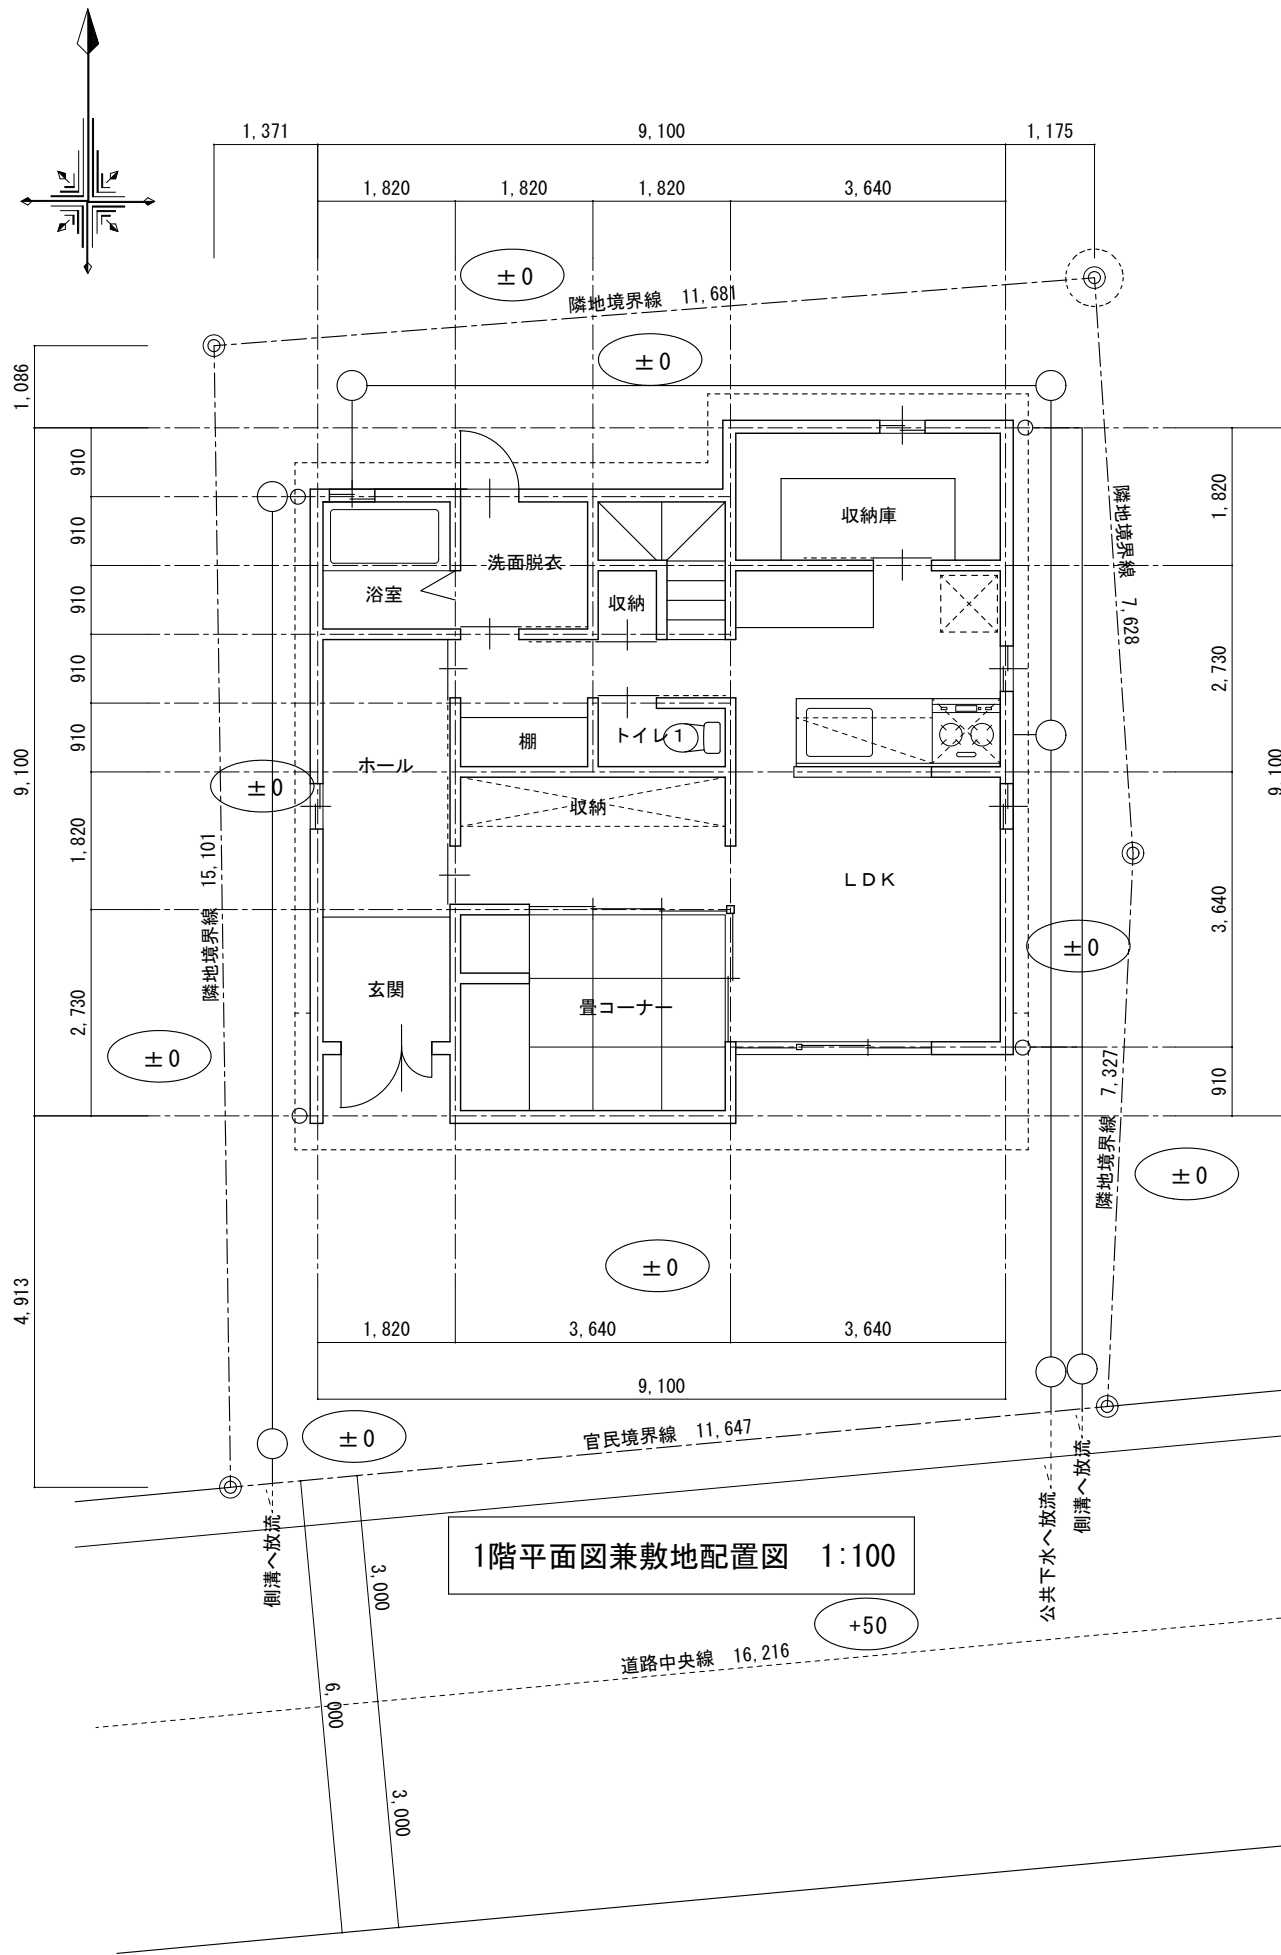 1,371
9,100
1,175
1,820
1,820
1,820
3,640
±0
隣地境界線 11,681
±0
1,086
910
910
910
910
910
1,820
2,730
9,100
4,913
隣地境界線 15,101
隣地境界線 7,628
隣地境界線 7,327
1,820
2,730
3,640
910
9,100
収納庫
洗面脱衣
浴室
収納
棚
トイレ1
ホール
収納
LDK
玄関
畳コーナー
±0
±0
±0
±0
±0
1,820
3,640
3,640
9,100
±0
官民境界線 11,647
側溝へ放流
公共下水へ放流
側溝へ放流
1階平面図兼敷地配置図 1:100
+50
道路中央線 16,216
3,000
6,000
3,000